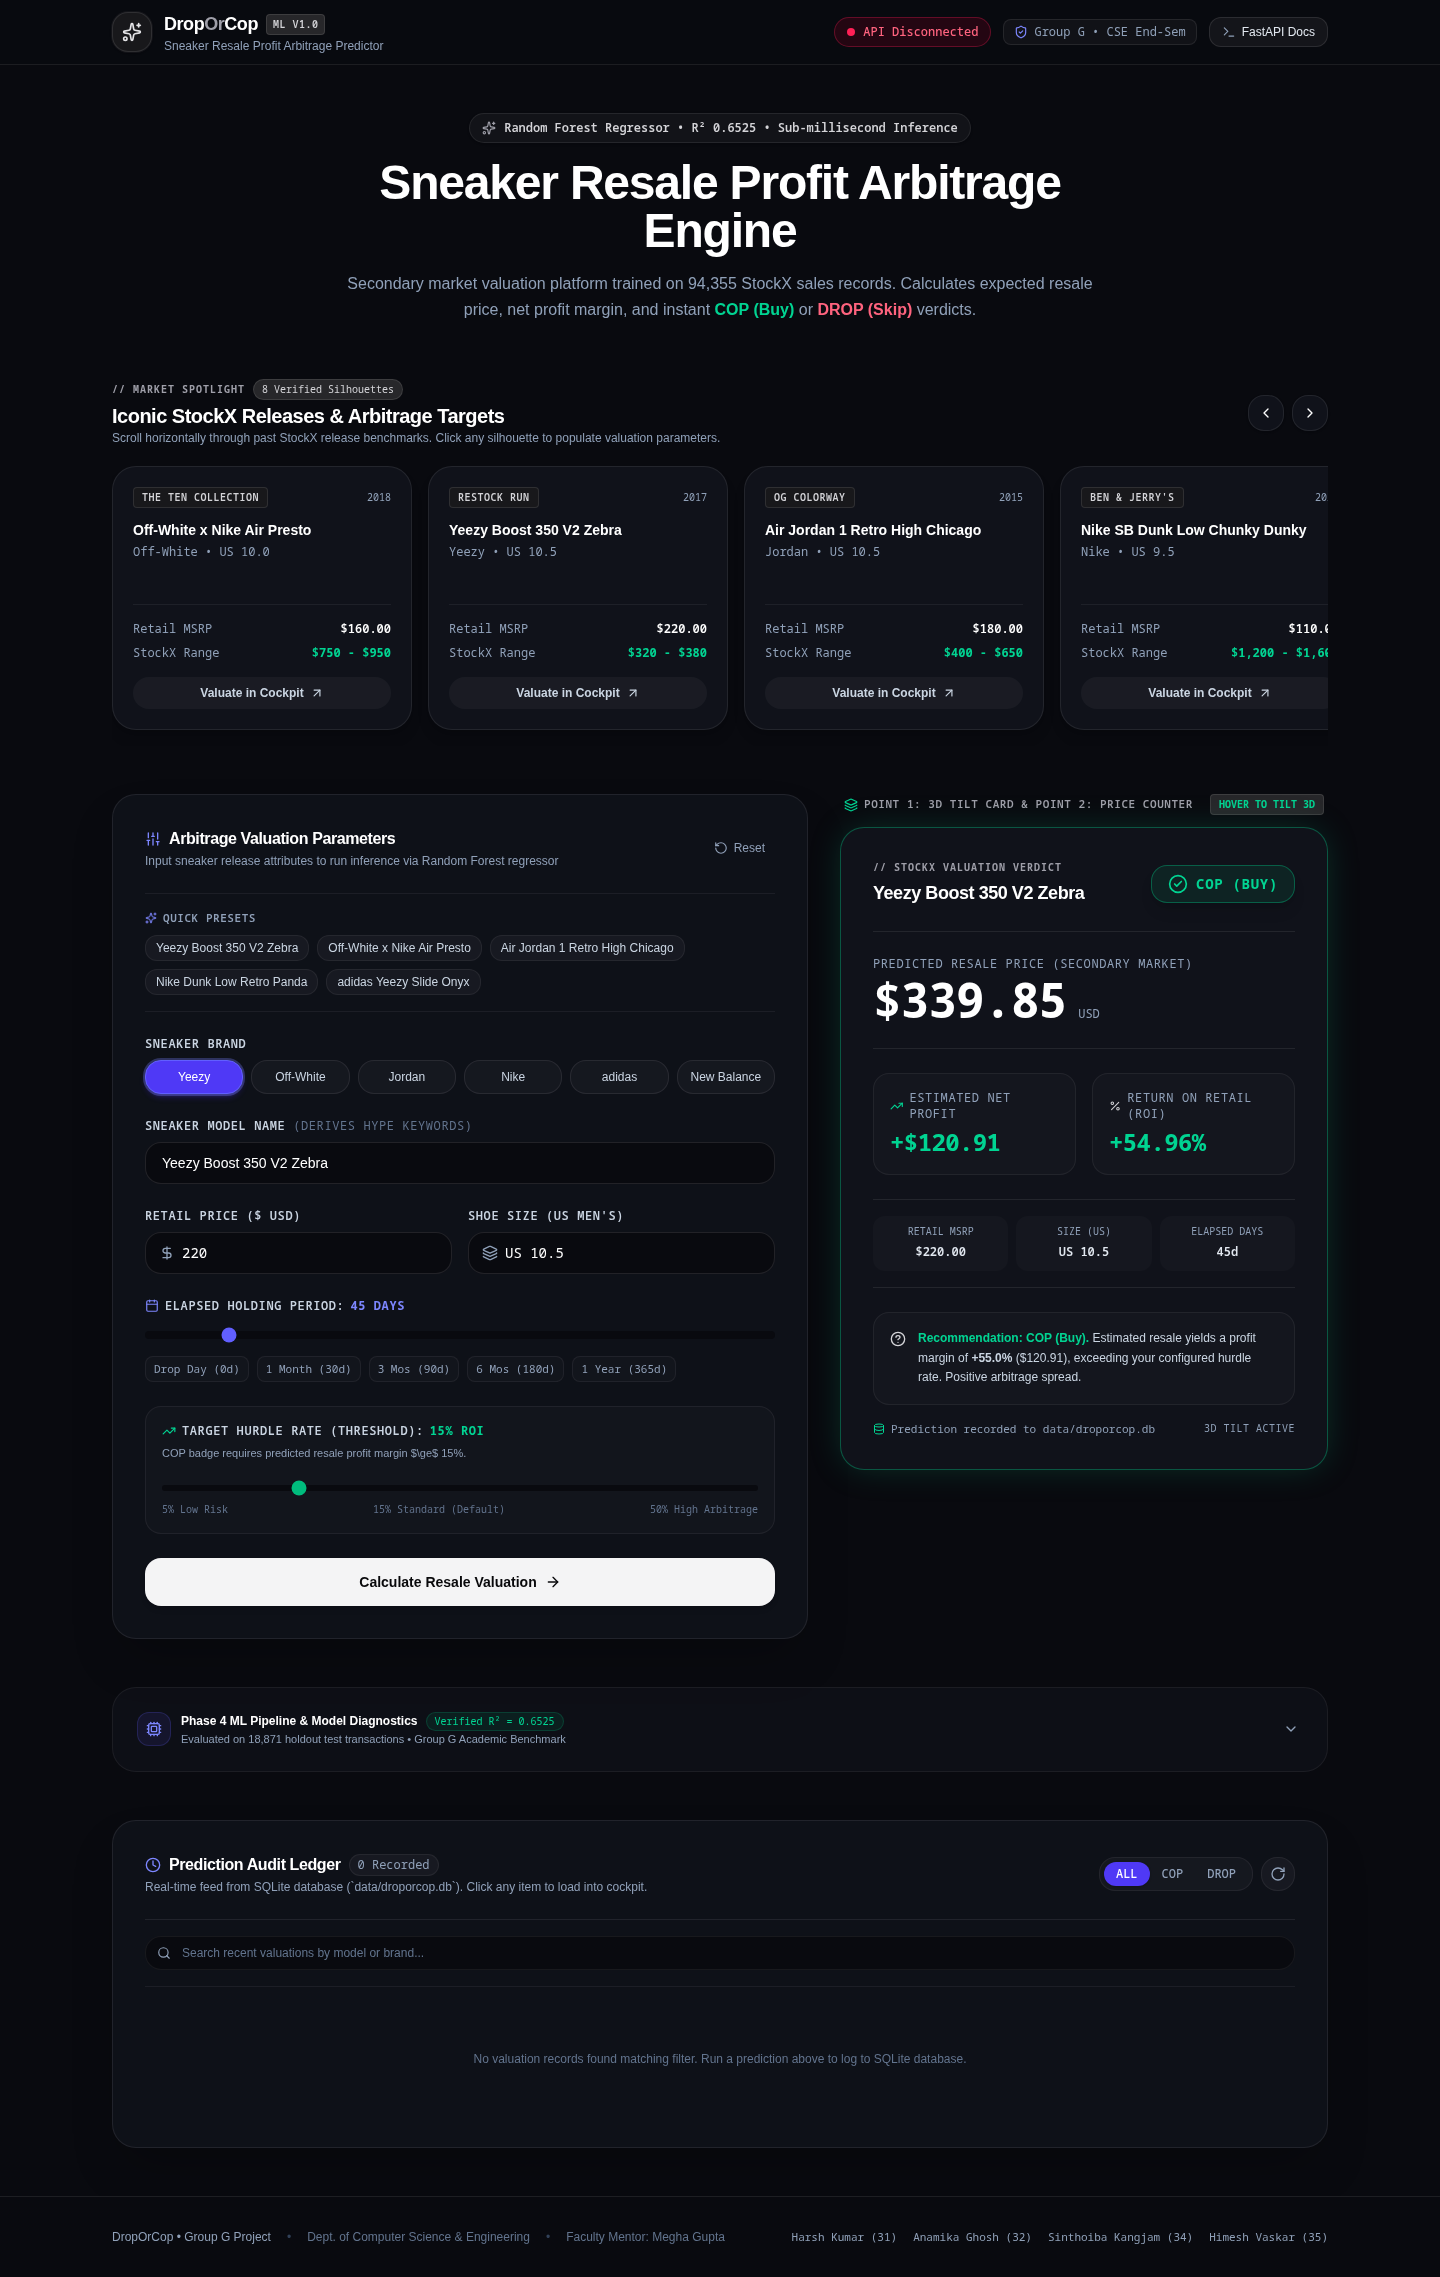 DropOrCop ML V1.0
Sneaker Resale Profit Arbitrage Predictor
API Disconnected
Group G • CSE End-Sem
FastAPI Docs
Random Forest Regressor • R² 0.6525 • Sub-millisecond Inference
Sneaker Resale Profit Arbitrage
Engine
Secondary market valuation platform trained on 94,355 StockX sales records. Calculates expected resale
price, net profit margin, and instant COP (Buy) or DROP (Skip) verdicts.
// MARKET SPOTLIGHT 8 Verified Silhouettes
Iconic StockX Releases & Arbitrage Targets
Scroll horizontally through past StockX release benchmarks. Click any silhouette to populate valuation parameters.
THE TEN COLLECTION 2018
Off-White x Nike Air Presto
Off-White • US 10.0
Retail MSRP $160.00
StockX Range $750 - $950
Valuate in Cockpit
RESTOCK RUN 2017
Yeezy Boost 350 V2 Zebra
Yeezy • US 10.5
Retail MSRP $220.00
StockX Range $320 - $380
Valuate in Cockpit
OG COLORWAY 2015
Air Jordan 1 Retro High Chicago
Jordan • US 10.5
Retail MSRP $180.00
StockX Range $400 - $650
Valuate in Cockpit
BEN & JERRY'S 20
Nike SB Dunk Low Chunky Dunky
Nike • US 9.5
Retail MSRP $110.0
StockX Range $1,200 - $1,60
Valuate in Cockpit
Arbitrage Valuation Parameters
Input sneaker release attributes to run inference via Random Forest regressor
Reset
QUICK PRESETS
Yeezy Boost 350 V2 Zebra Off-White x Nike Air Presto Air Jordan 1 Retro High Chicago
Nike Dunk Low Retro Panda adidas Yeezy Slide Onyx
SNEAKER BRAND
Yeezy Off-White Jordan Nike adidas New Balance
SNEAKER MODEL NAME (DERIVES HYPE KEYWORDS)
Yeezy Boost 350 V2 Zebra
RETAIL PRICE ($ USD) SHOE SIZE (US MEN'S)
220 US 10.5
ELAPSED HOLDING PERIOD: 45 DAYS
Drop Day (0d) 1 Month (30d) 3 Mos (90d) 6 Mos (180d) 1 Year (365d)
TARGET HURDLE RATE (THRESHOLD): 15% ROI
COP badge requires predicted resale profit margin $\ge$ 15%.
5% Low Risk 15% Standard (Default) 50% High Arbitrage
Calculate Resale Valuation
POINT 1: 3D TILT CARD & POINT 2: PRICE COUNTER HOVER TO TILT 3D
// STOCKX VALUATION VERDICT
Yeezy Boost 350 V2 Zebra
COP (BUY)
PREDICTED RESALE PRICE (SECONDARY MARKET)
$339.85 USD
ESTIMATED NET
PROFIT
+$120.91
RETURN ON RETAIL
(ROI)
+54.96%
RETAIL MSRP
$220.00
SIZE (US)
US 10.5
ELAPSED DAYS
45d
Recommendation: COP (Buy). Estimated resale yields a profit
margin of +55.0% ($120.91), exceeding your configured hurdle
rate. Positive arbitrage spread.
Prediction recorded to data/droporcop.db 3D TILT ACTIVE
Phase 4 ML Pipeline & Model Diagnostics Verified R² = 0.6525
Evaluated on 18,871 holdout test transactions • Group G Academic Benchmark
Prediction Audit Ledger 0 Recorded
Real-time feed from SQLite database (`data/droporcop.db`). Click any item to load into cockpit.
ALL COP DROP
Search recent valuations by model or brand...
No valuation records found matching filter. Run a prediction above to log to SQLite database.
DropOrCop • Group G Project • Dept. of Computer Science & Engineering • Faculty Mentor: Megha Gupta
Harsh Kumar (31) Anamika Ghosh (32) Sinthoiba Kangjam (34) Himesh Vaskar (35)